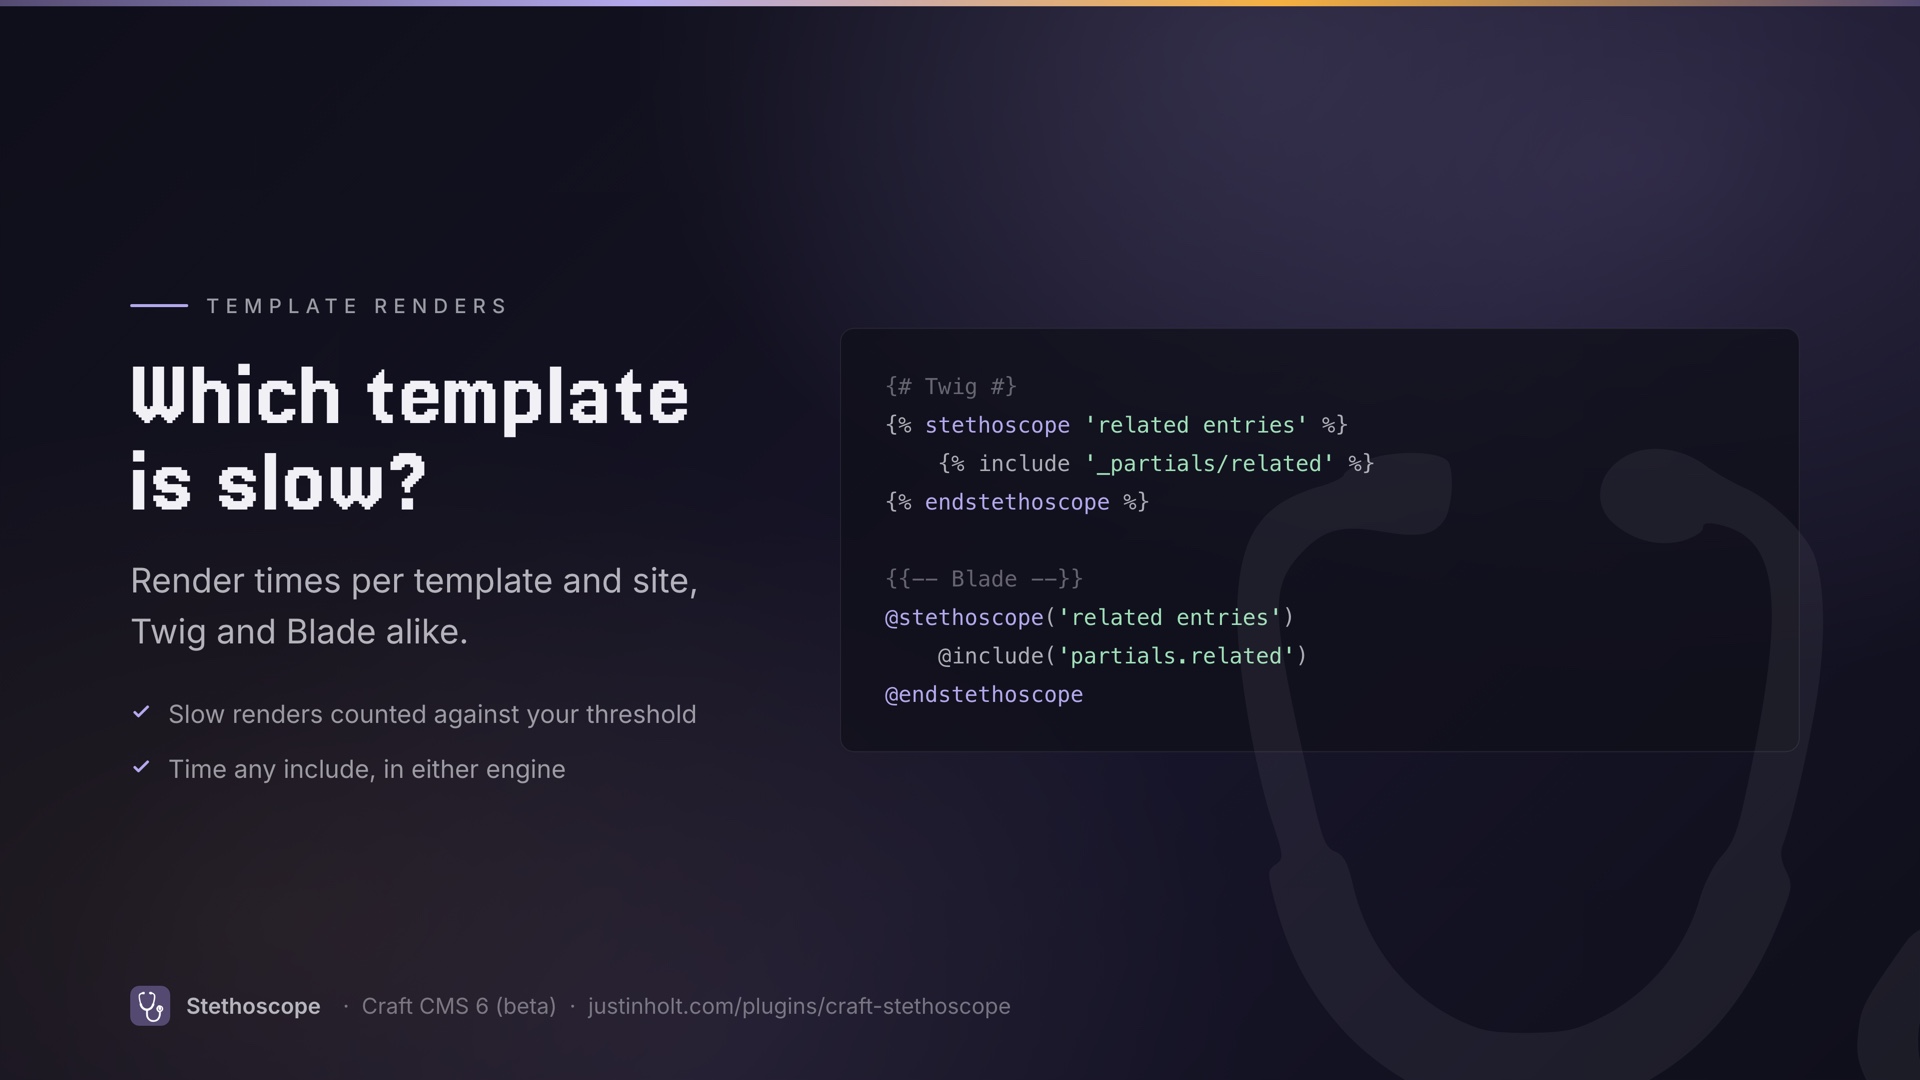 TEMPLATE RENDERS
Which template
is slow?
Render times per template and site,
Twig and Blade alike.
Slow renders counted against your threshold
Time any include, in either engine
{# Twig #}
{% stethoscope 'related entries' %}
    {% include '_partials/related' %}
{% endstethoscope %}

{{-- Blade --}}
@stethoscope('related entries')
    @include('partials.related')
@endstethoscope
Stethoscope · Craft CMS 6 (beta) · justinholt.com/plugins/craft-stethoscope